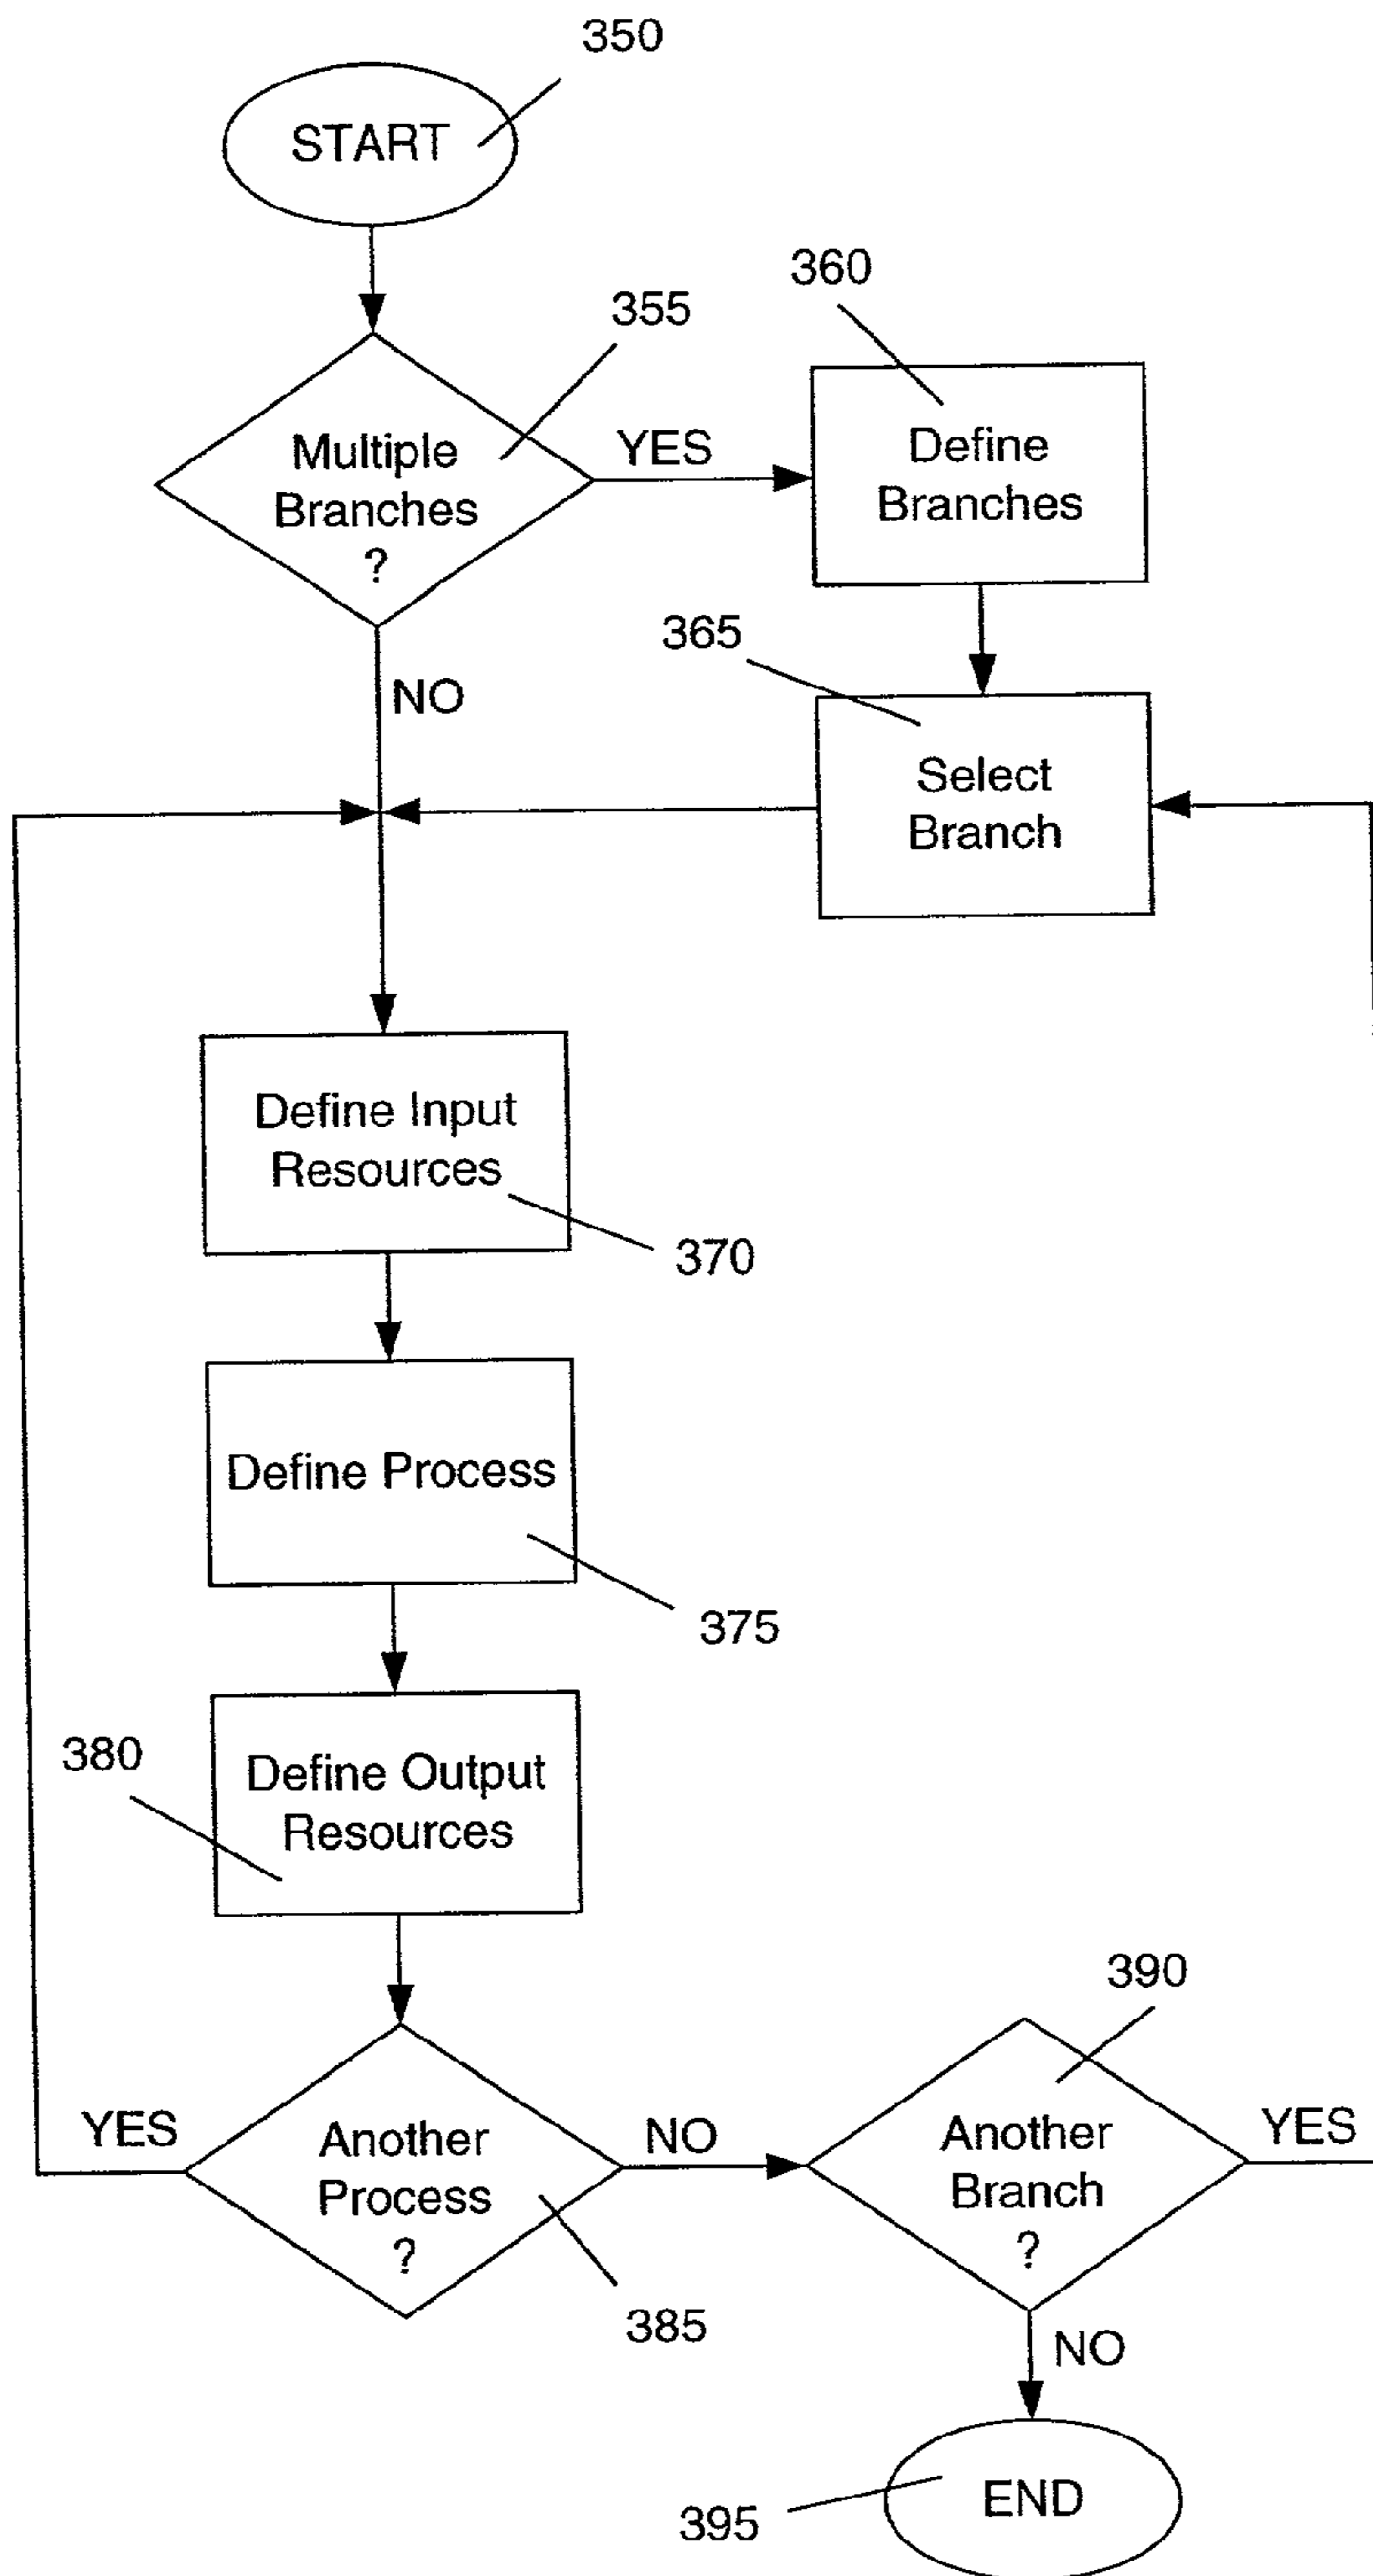 350
START
355
Multiple
Branches
?
YES
360
Define
Branches
NO
365
Select
Branch
Define Input
Resources
370
Define Process
375
380
Define Output
Resources
YES
Another
Process
?
385
NO
390
Another
Branch
?
YES
NO
END
395